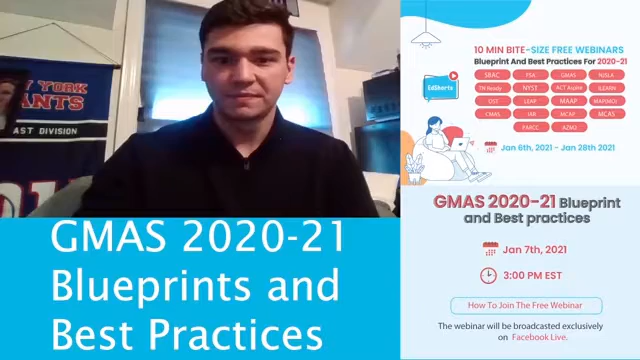 NEW YORK
GIANTS
AST DIVISION
GMAS 2020-21
Blueprints and
Best Practices
10 MIN BITE-SIZE FREE WEBINARS
Blueprint And Best Practices For 2020-21
SBAC FSA GMAS NJSLA
TN Ready NYST ACT Aspire ILEARN
OST LEAP MAAP
CMAS IAR MCAP MCAS
PARCC AZM2
EdShorts
Jan 6th, 2021 - Jan 28th 2021
GMAS 2020-21 Blueprint
and Best practices
Jan 7th, 2021
3:00 PM EST
How To Join The Free Webinar
The webinar will be broadcasted exclusively
on Facebook Live.